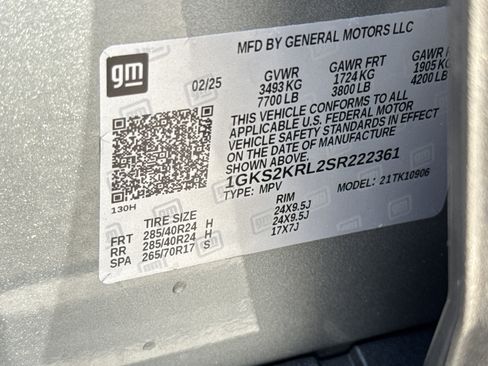 MFD BY GENERAL MOTORS LLC
gm
02/25
GVWR GAWR FRT GAWR
3493 KG 1724 KG 1905 KG
7700 LB 3800 LB 4200 LB
THIS VEHICLE CONFORMS TO ALL
APPLICABLE U.S. FEDERAL MOTOR
VEHICLE SAFETY STANDARDS IN EFFECT
ON THE DATE OF MANUFACTURE
SHOWN ABOVE.
1GKS2KRL2SR222361
TYPE: MPV MODEL: 21TK10906
130H
TIRE SIZE RIM
FRT 285/40R24 H 24X9.5J
RR 285/40R24 H 24X9.5J
SPA 265/70R17 S 17X7J